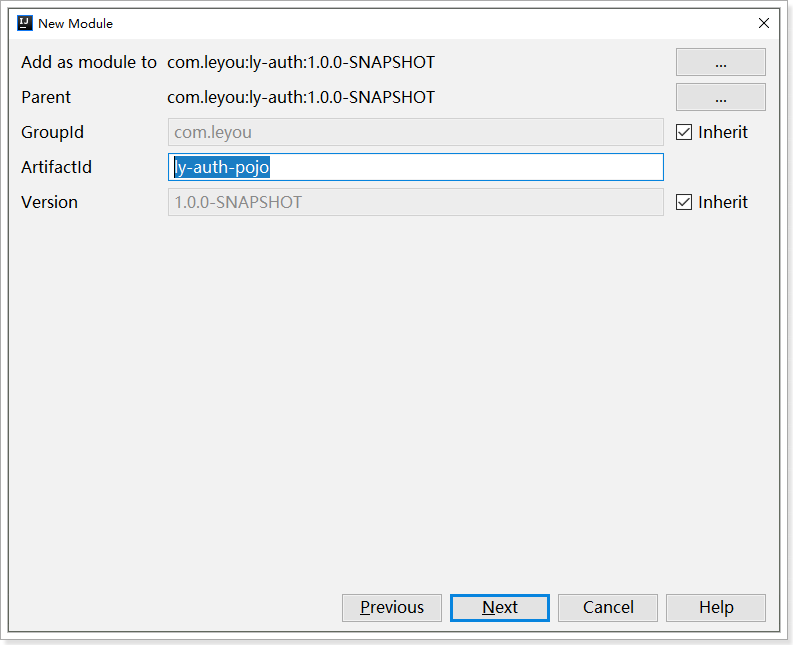 New Module
Add as module to com.leyou:ly-auth:1.0.0-SNAPSHOT ...
Parent com.leyou:ly-auth:1.0.0-SNAPSHOT ...
GroupId com.leyou Inherit
ArtifactId ly-auth-pojo
Version 1.0.0-SNAPSHOT Inherit
Previous Next Cancel Help